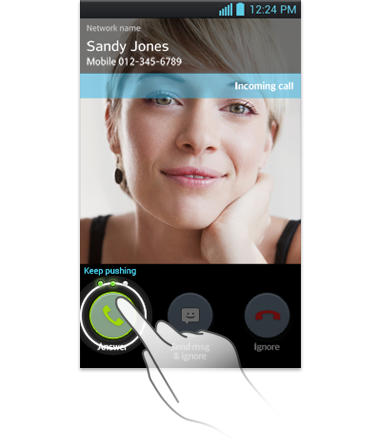 12:24 PM
Network name
Sandy Jones
Mobile 012-345-6789
Incoming call
Keep pushing
Answer
Send msg
& ignore
Ignore